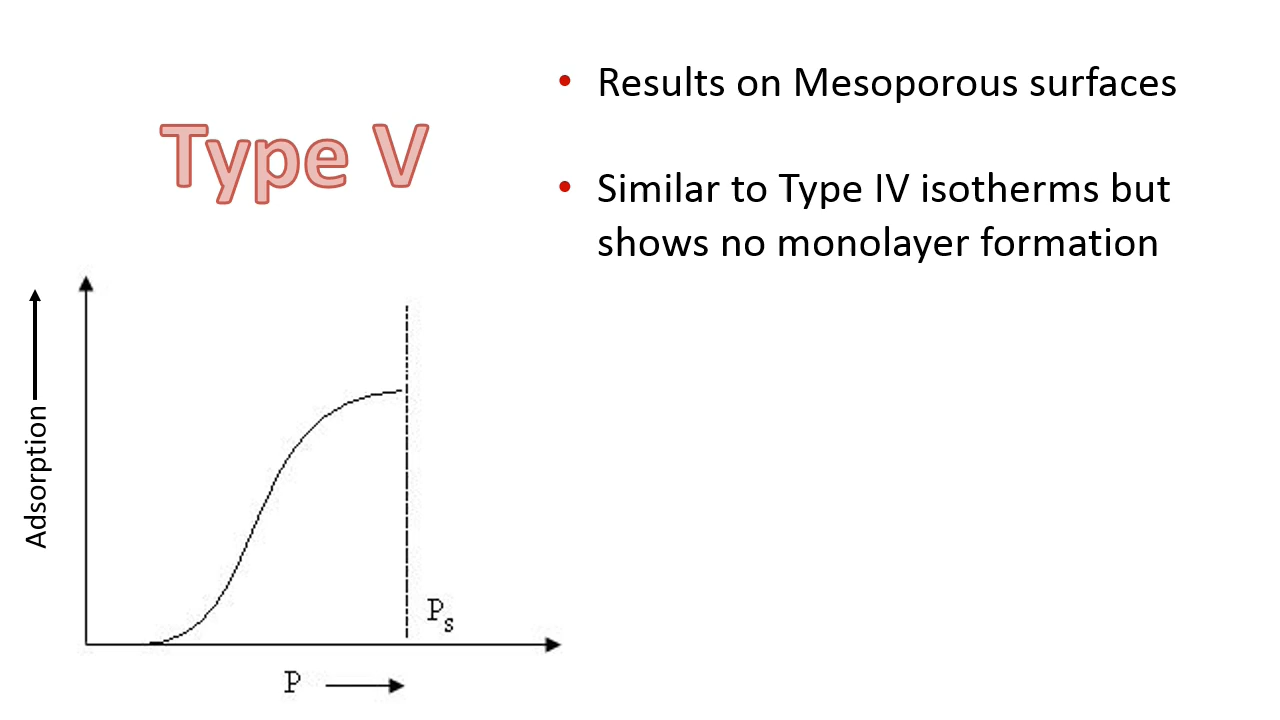 Type V
• Results on Mesoporous surfaces
• Similar to Type IV isotherms but
shows no monolayer formation
Adsorption
Ps
P